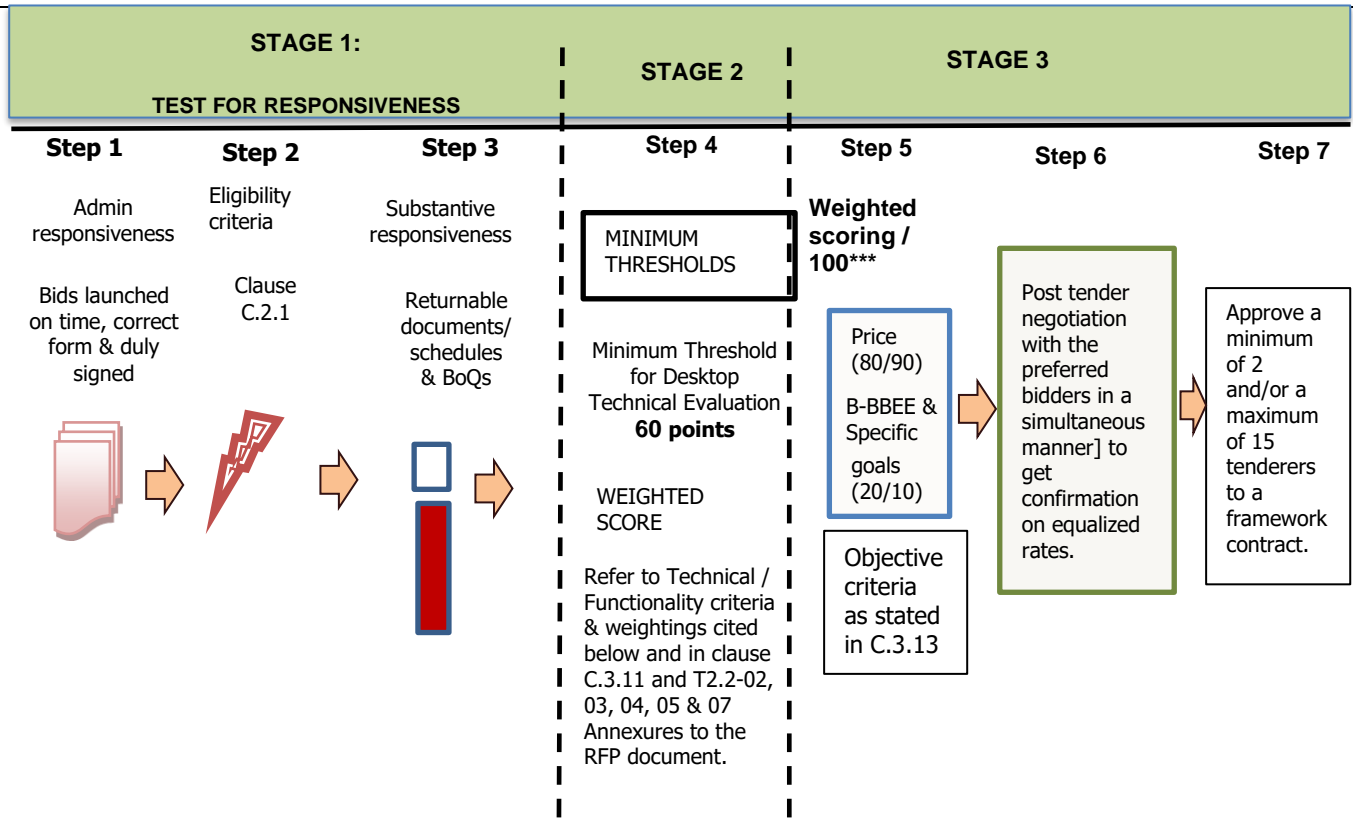 STAGE 1:
TEST FOR RESPONSIVENESS
STAGE 2
STAGE 3
Step 1
Admin
responsiveness
Bids launched
on time, correct
form & duly
signed
Step 2
Eligibility
criteria
Clause
C.2.1
Step 3
Substantive
responsiveness
Returnable
documents/
schedules
& BoQs
Step 4
MINIMUM
THRESHOLDS
Minimum Threshold
for Desktop
Technical Evaluation
60 points
WEIGHTED
SCORE
Refer to Technical /
Functionality criteria
& weightings cited
below and in clause
C.3.11 and T2.2-02,
03, 04, 05 & 07
Annexures to the
RFP document.
Step 5
Weighted
scoring /
100***
Price
(80/90)
B-BBEE &
Specific
goals
(20/10)
Objective
criteria
as stated
in C.3.13
Step 6
Post tender
negotiation
with the
preferred
bidders in a
simultaneous
manner] to
get
confirmation
on equalized
rates.
Step 7
Approve a
minimum
of 2
and/or a
maximum
of 15
tenderers
to a
framework
contract.